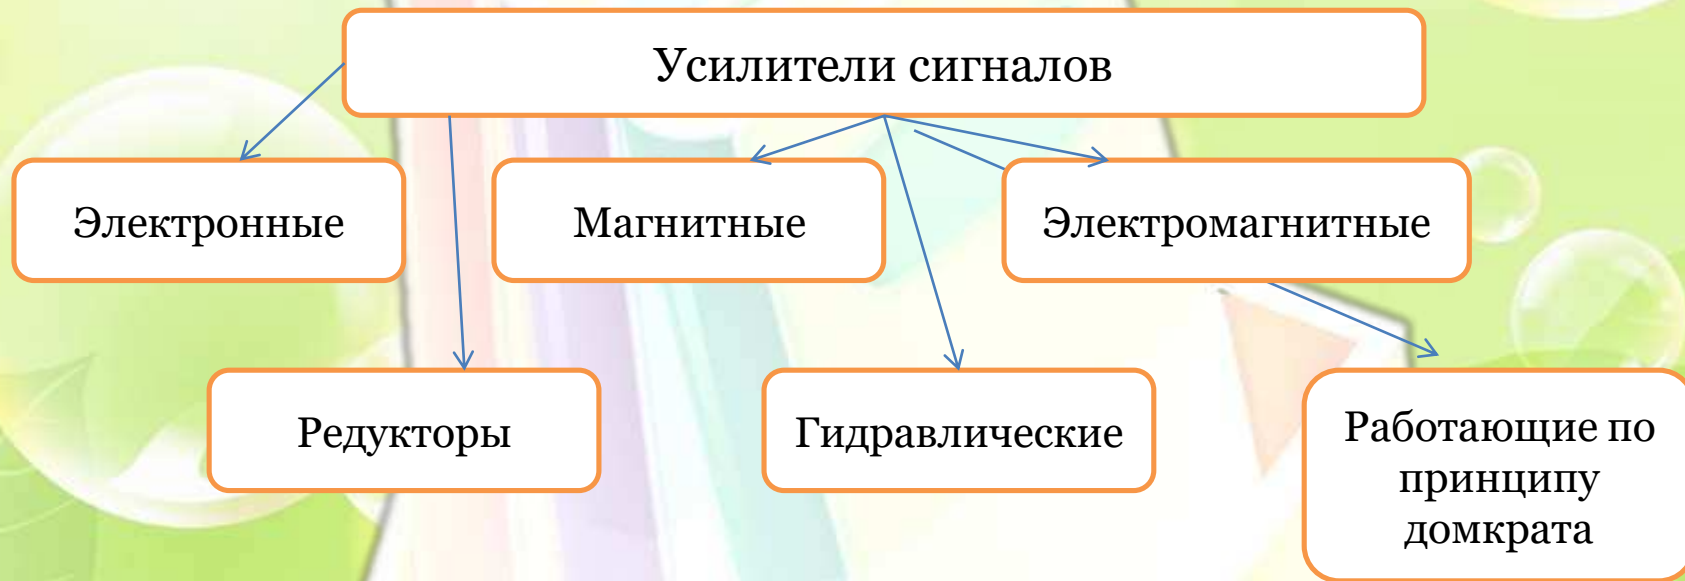 Усилители сигналов
Электронные
Магнитные
Электромагнитные
Редукторы
Гидравлические
Работающие по
принципу
домкрата